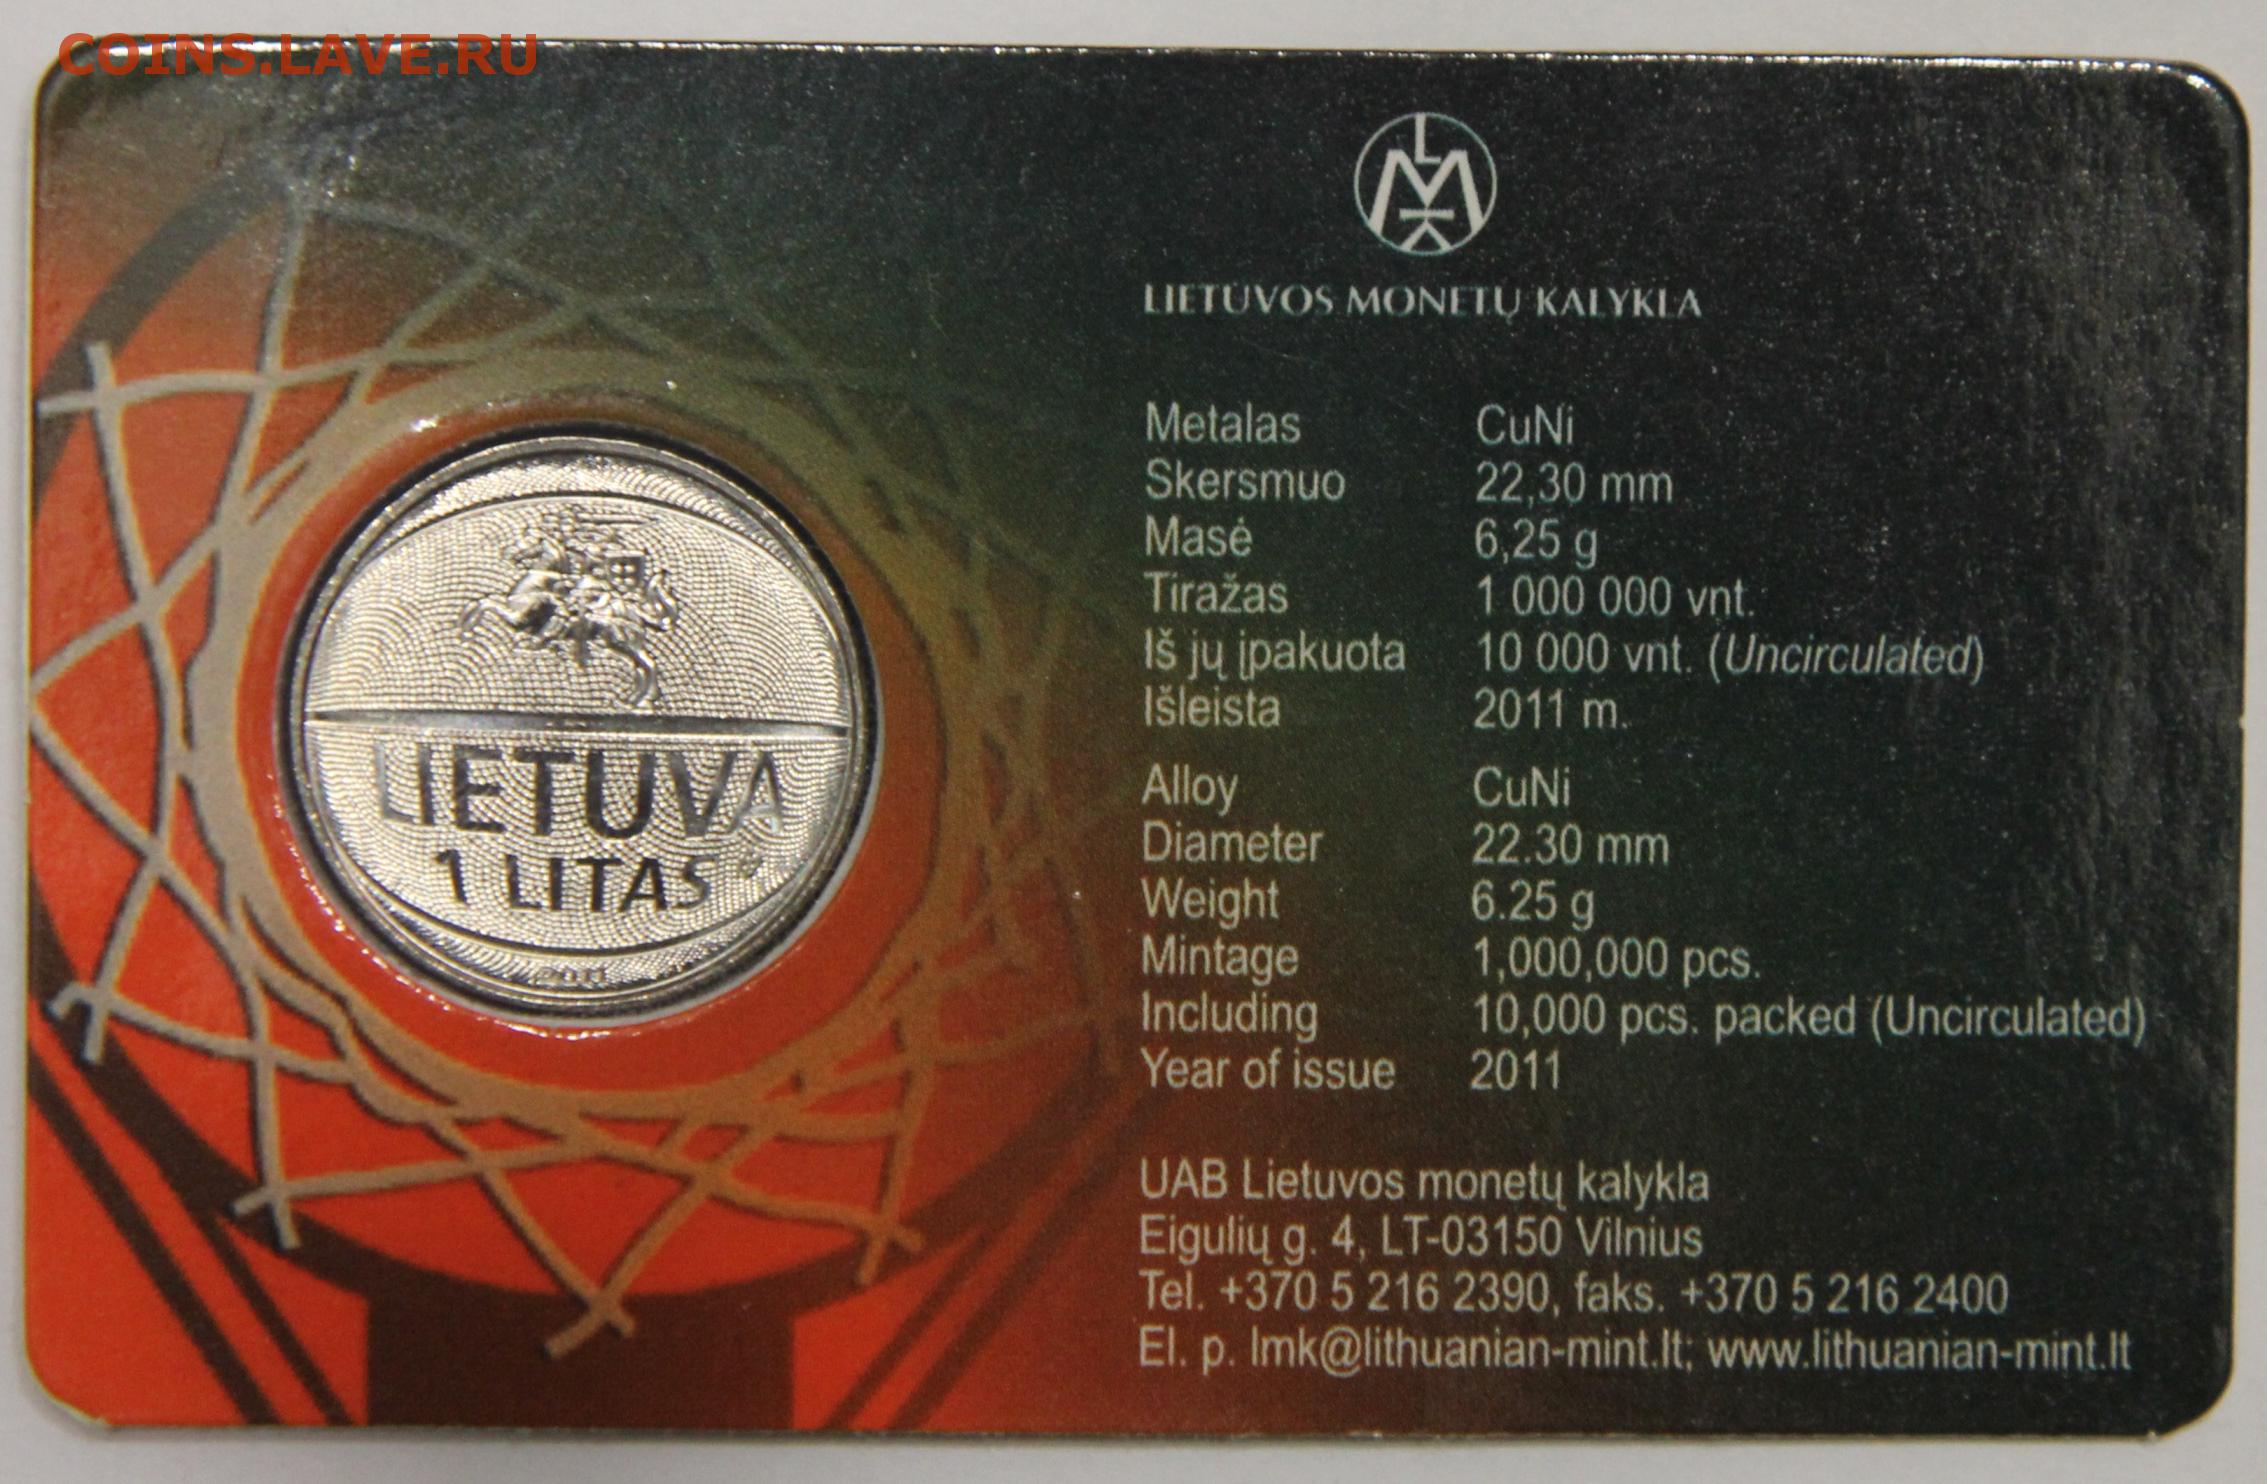 COINS.LAVE.RU
LMK
LIETUVOS MONETŲ KALYKLA
Metalas CuNi
Skersmuo 22,30 mm
Masė 6,25 g
Tiražas 1 000 000 vnt.
Iš jų įpakuota 10 000 vnt. (Uncirculated)
Išleista 2011 m.
Alloy CuNi
Diameter 22.30 mm
Weight 6.25 g
Mintage 1,000,000 pcs.
Including 10,000 pcs. packed (Uncirculated)
Year of issue 2011
UAB Lietuvos monetų kalykla
Eigulių g. 4, LT-03150 Vilnius
Tel. +370 5 216 2390, faks. +370 5 216 2400
El. p. lmk@lithuanian-mint.lt; www.lithuanian-mint.lt
LIETUVA
1 LITAS
2011